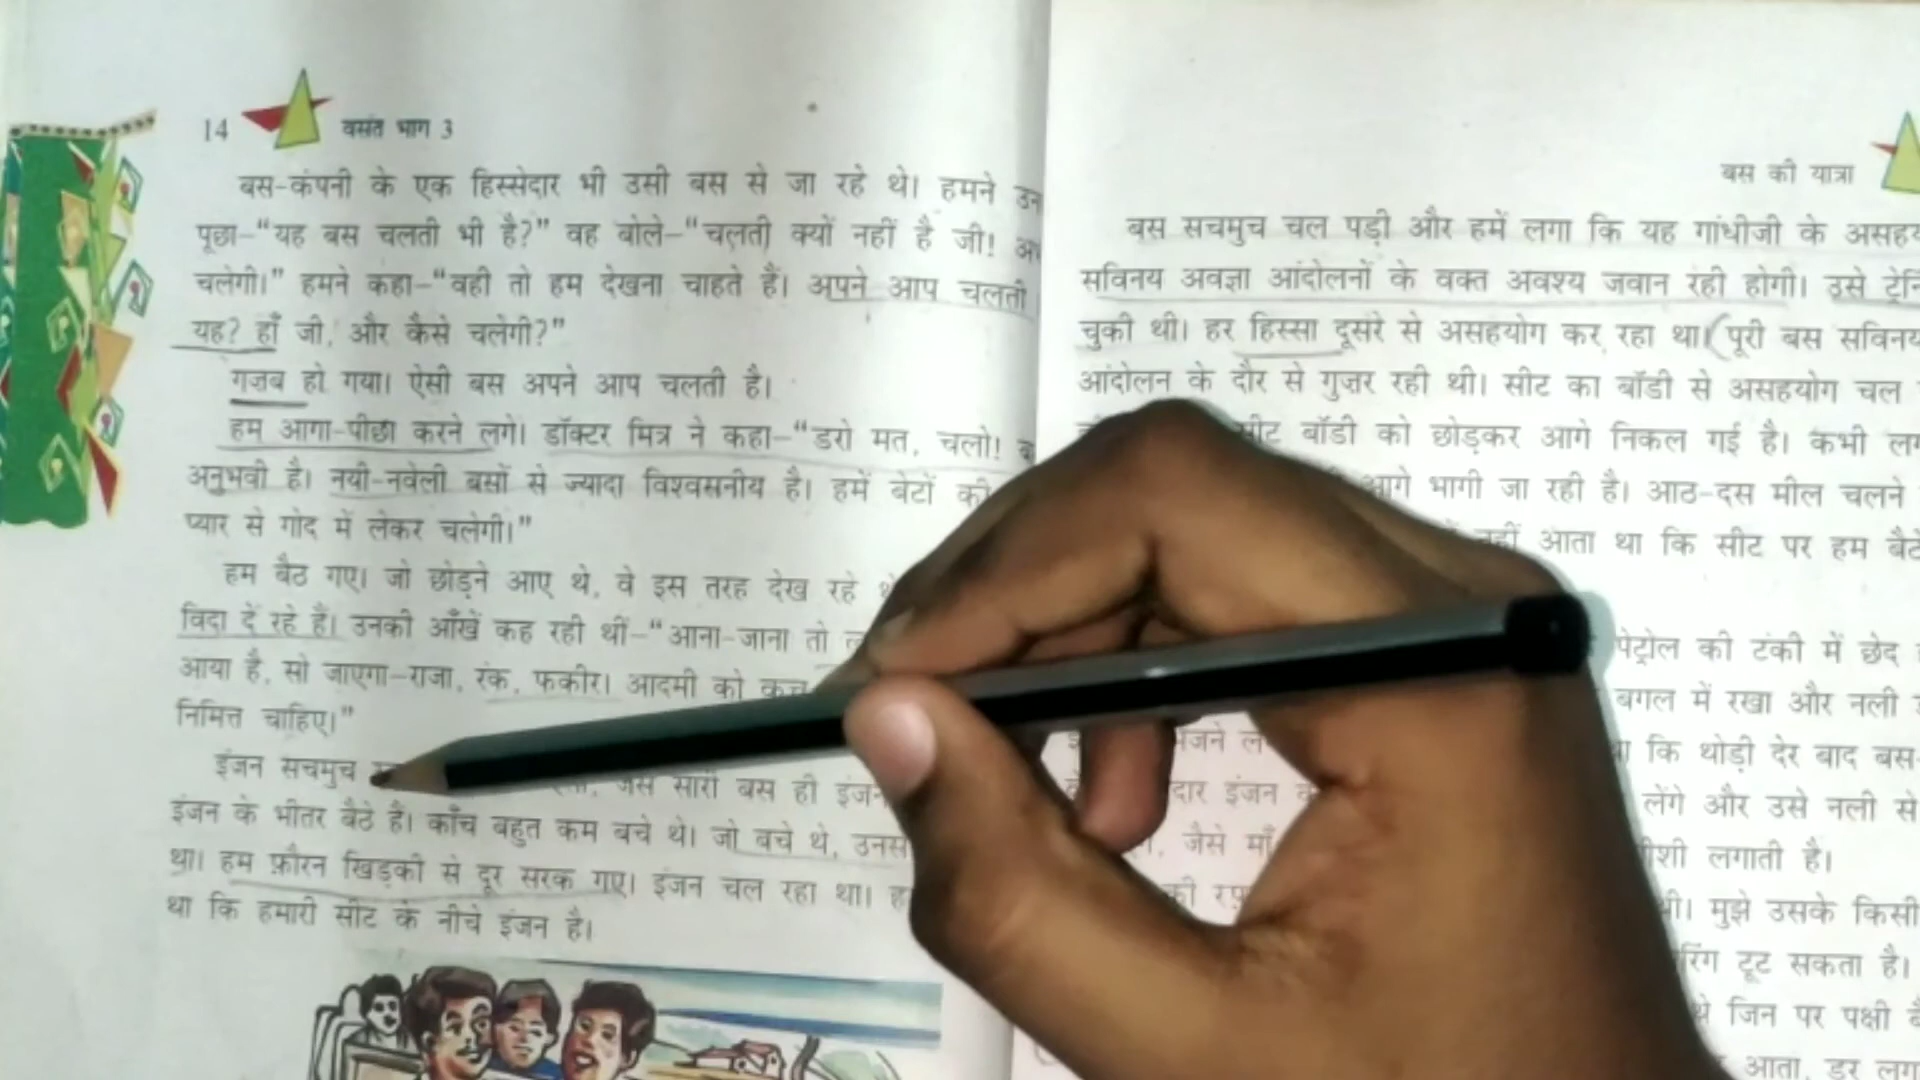 14
वसंत भाग 3
बस-कंपनी के एक हिस्सेदार भी उसी बस से जा रहे थे। हमने
पूछा–“यह बस चलती भी है?” वह बोले–“चलती क्यों नहीं है जी!
चलेगी।” हमने कहा–“वही तो हम देखना चाहते हैं। अपने आप चलती
यह? हाँ जी, और कैसे चलेगी?”
गज़ब हो गया। ऐसी बस अपने आप चलती है।
हम आगा-पीछा करने लगे। डॉक्टर मित्र ने कहा–“डरो मत, चलो!
अनुभवी है। नयी-नवेली बसों से ज्यादा विश्वसनीय है। हमें बेटों की
प्यार से गोद में लेकर चलेगी।”
हम बैठ गए। जो छोड़ने आए थे, वे इस तरह देख रहे
विदा दे रहे हैं। उनकी आँखें कह रही थीं–“आना-जाना तो
आया है, सो जाएगा–राजा, रंक, फकीर। आदमी को
निमित्त चाहिए।”
इंजन सचमुच
सारी बस ही
इंजन के भीतर बैठे हैं। काँच बहुत कम बचे थे। जो बचे थे,
था। हम फ़ौरन खिड़की से दूर सरक गए। इंजन चल रहा था।
था कि हमारी सीट के नीचे इंजन है।
बस की यात्रा
बस सचमुच चल पड़ी और हमें लगा कि यह गांधीजी के
सविनय अवज्ञा आंदोलनों के वक्त अवश्य जवान रही होगी। उसे
चुकी थी। हर हिस्सा दूसरे से असहयोग कर रहा था। पूरी बस
आंदोलन के दौर से गुज़र रही थी। सीट का बॉडी से असहयोग चल
बॉडी को छोड़कर आगे निकल गई है। कभी
आगे भागी जा रही है। आठ-दस मील चलने
नहीं आता था कि सीट पर हम
पेट्रोल की टंकी में छेद
बगल में रखा और नली
कि थोड़ी देर बाद
इंजन
लेंगे और उसे नली से
जैसे माँ
लगाती है।
की
मुझे उसके किसी
टूट सकता है।
जिन पर पक्षी
आता, डर